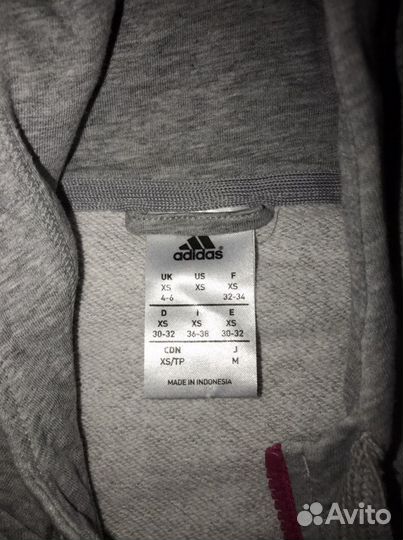 adidas
UK US F
XS XS XS
4-6 32-34
D I E
XS XS XS
30-32 36-38 30-32
CDN J
XS/TP M
MADE IN INDONESIA
Avito